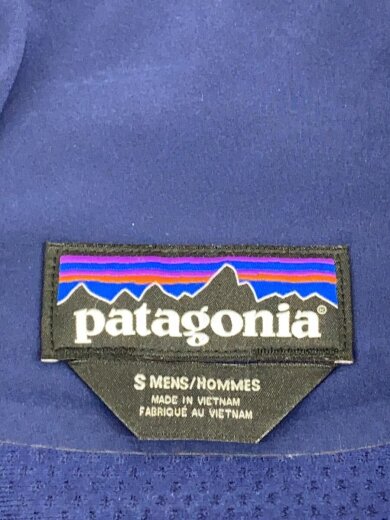 patagonia®
S MENS/HOMMES
MADE IN VIETNAM
FABRIQUÉ AU VIETNAM